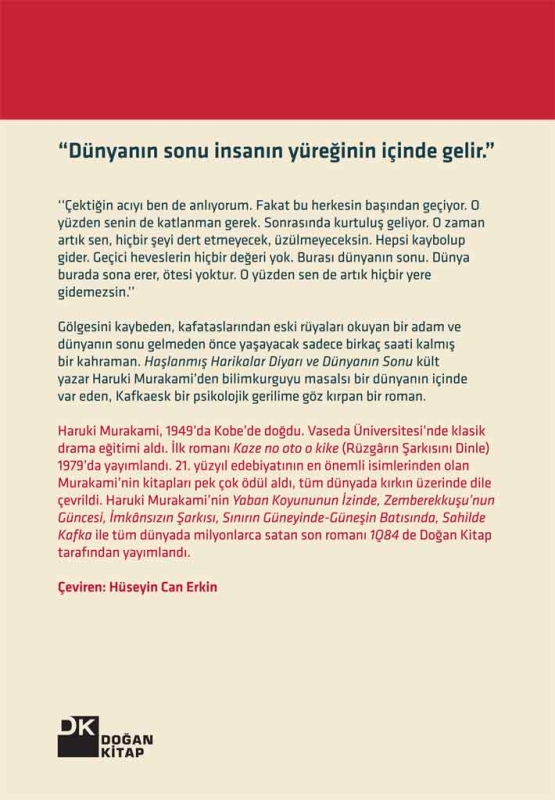 “Dünyanın sonu insanın yüreğinin içinde gelir.”
‘‘Çektiğin acıyı ben de anlıyorum. Fakat bu herkesin başından geçiyor. O
yüzden senin de katlanman gerek. Sonrasında kurtuluş geliyor. O zaman
artık sen, hiçbir şeyi dert etmeyecek, üzülmeyeceksin. Hepsi kaybolup
gider. Geçici heveslerin hiçbir değeri yok. Burası dünyanın sonu. Dünya
burada sona erer, ötesi yoktur. O yüzden sen de artık hiçbir yere
gidemezsin.’’
Gölgesini kaybeden, kafataslarından eski rüyaları okuyan bir adam ve
dünyanın sonu gelmeden önce yaşayacak sadece birkaç saati kalmış
bir kahraman. Haşlanmış Harikalar Diyarı ve Dünyanın Sonu kült
yazar Haruki Murakami’den bilimkurguyu masalsı bir dünyanın içinde
var eden, Kafkaesk bir psikolojik gerilime göz kırpan bir roman.
Haruki Murakami, 1949’da Kobe’de doğdu. Vaseda Üniversitesi’nde klasik
drama eğitimi aldı. İlk romanı Kaze no oto o kike (Rüzgârın Şarkısını Dinle)
1979’da yayımlandı. 21. yüzyıl edebiyatının en önemli isimlerinden olan
Murakami’nin kitapları pek çok ödül aldı, tüm dünyada kırkın üzerinde dile
çevrildi. Haruki Murakami’nin Yaban Koyununun İzinde, Zemberekkuşu’nun
Güncesi, İmkânsızın Şarkısı, Sınırın Güneyinde-Güneşin Batısında, Sahilde
Kafka ile tüm dünyada milyonlarca satan son romanı 1Q84 de Doğan Kitap
tarafından yayımlandı.
Çeviren: Hüseyin Can Erkin
DK
DOĞAN
KİTAP